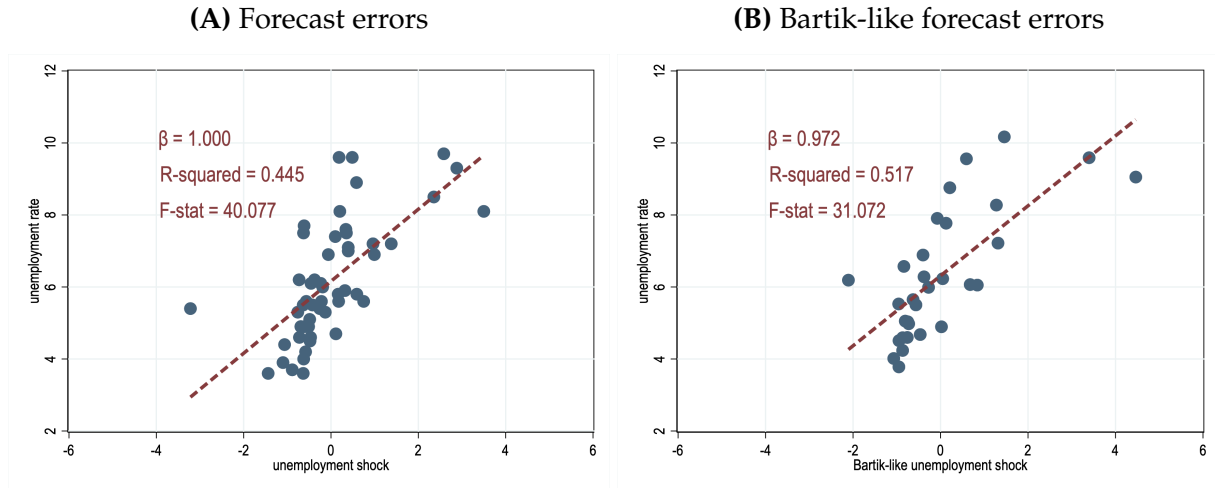 (A) Forecast errors
12
10
8
6
4
2
unemployment rate
β = 1.000
R-squared = 0.445
F-stat = 40.077
-6 -4 -2 0 2 4 6
unemployment shock
(B) Bartik-like forecast errors
12
10
8
6
4
2
unemployment rate
β = 0.972
R-squared = 0.517
F-stat = 31.072
-6 -4 -2 0 2 4 6
Bartik-like unemployment shock